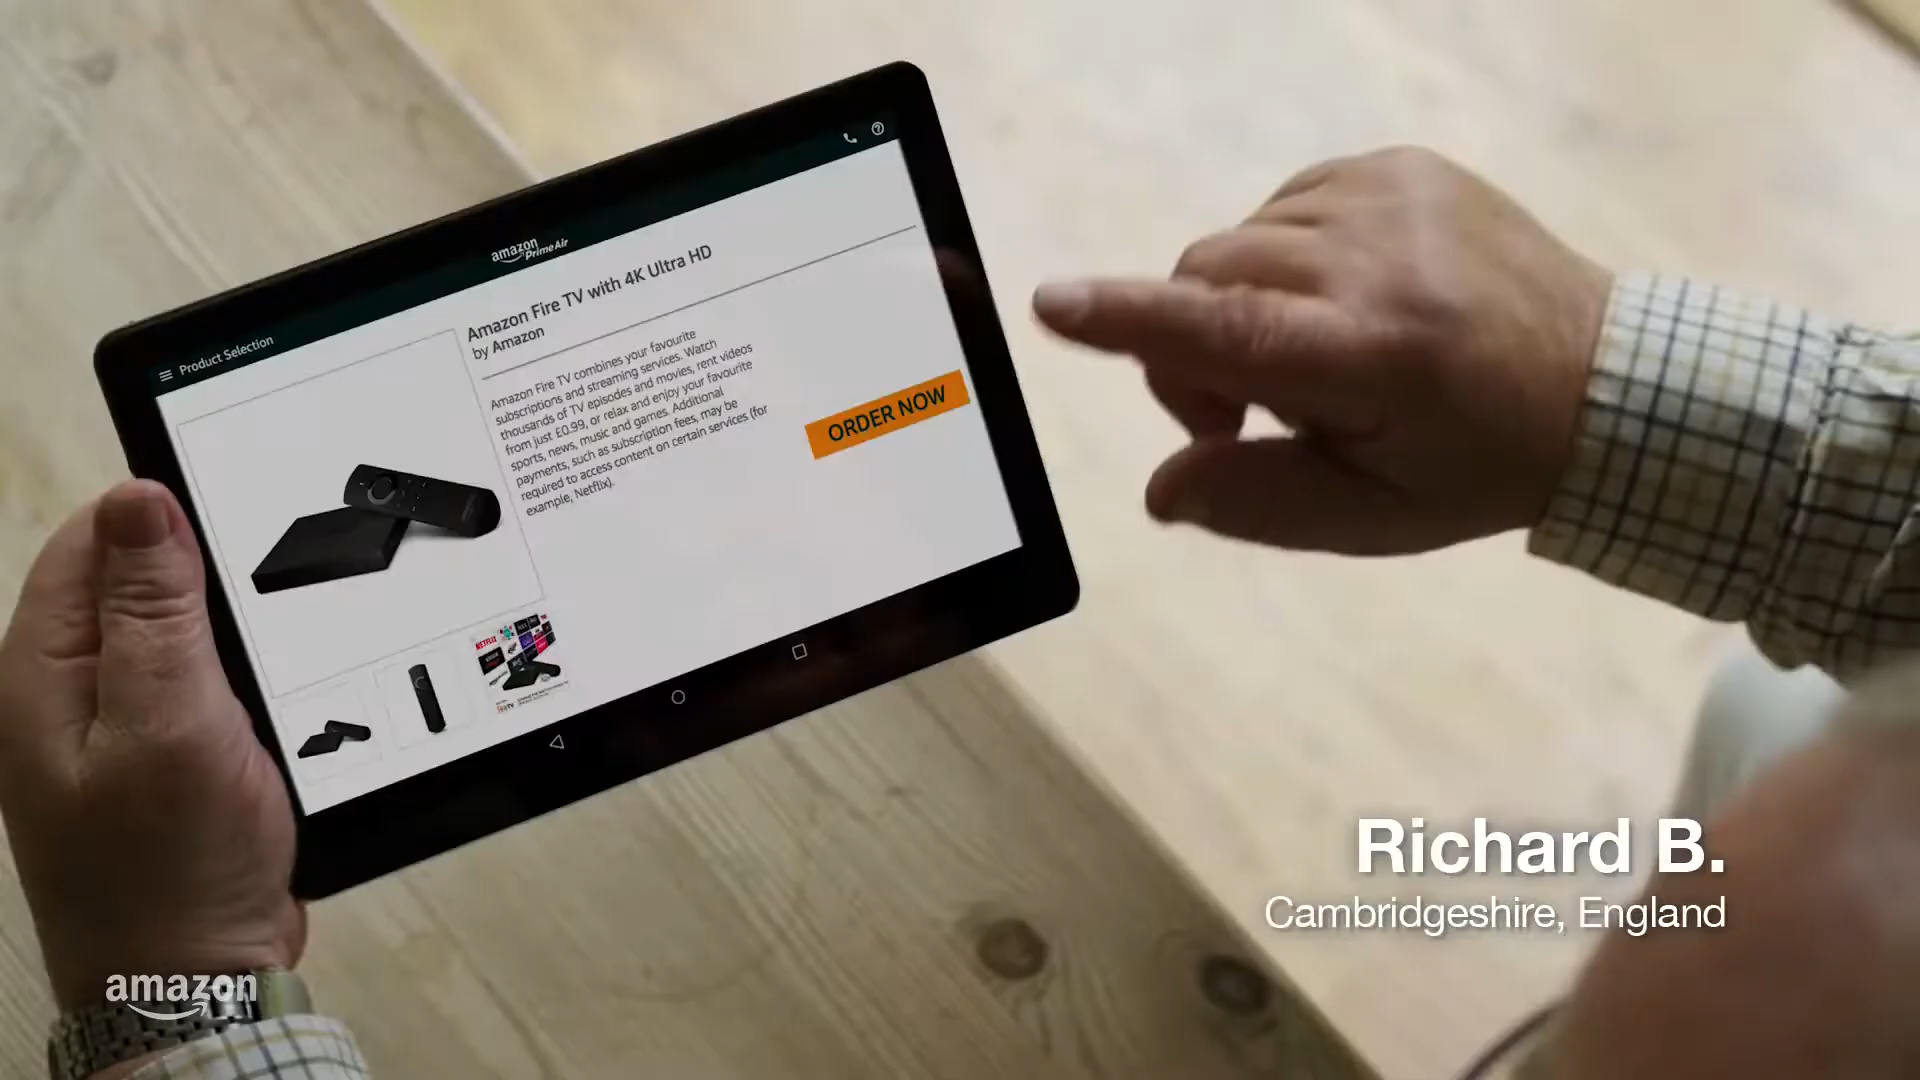 amazon
PrimeAir
Product Selection
Amazon Fire TV with 4K Ultra HD
by Amazon
Amazon Fire TV combines your favourite
subscriptions and streaming services. Watch
thousands of TV episodes and movies, rent videos
from just £0.99, or relax and enjoy your favourite
sports, news, music and games. Additional
payments, such as subscription fees, may be
required to access content on certain services (for
example, Netflix).
ORDER NOW
NETFLIX
Richard B.
Cambridgeshire, England
amazon